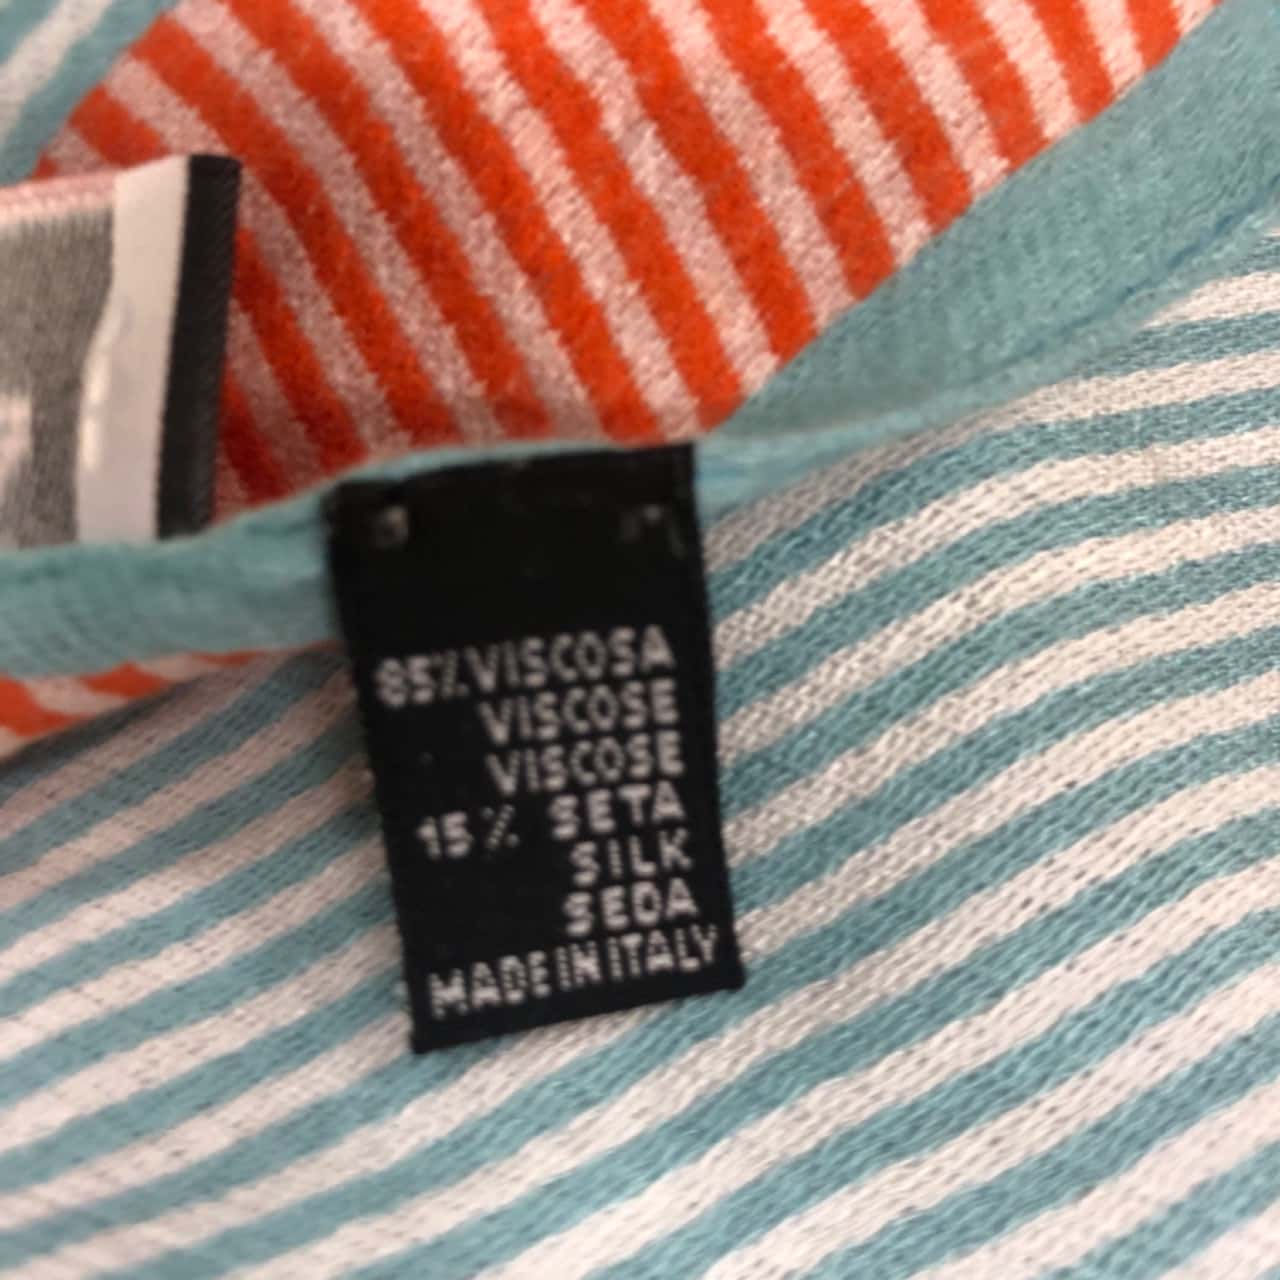 85% VISCOSA
VISCOSE
VISCOSE
15% SETA
SILK
SEDA
MADE IN ITALY